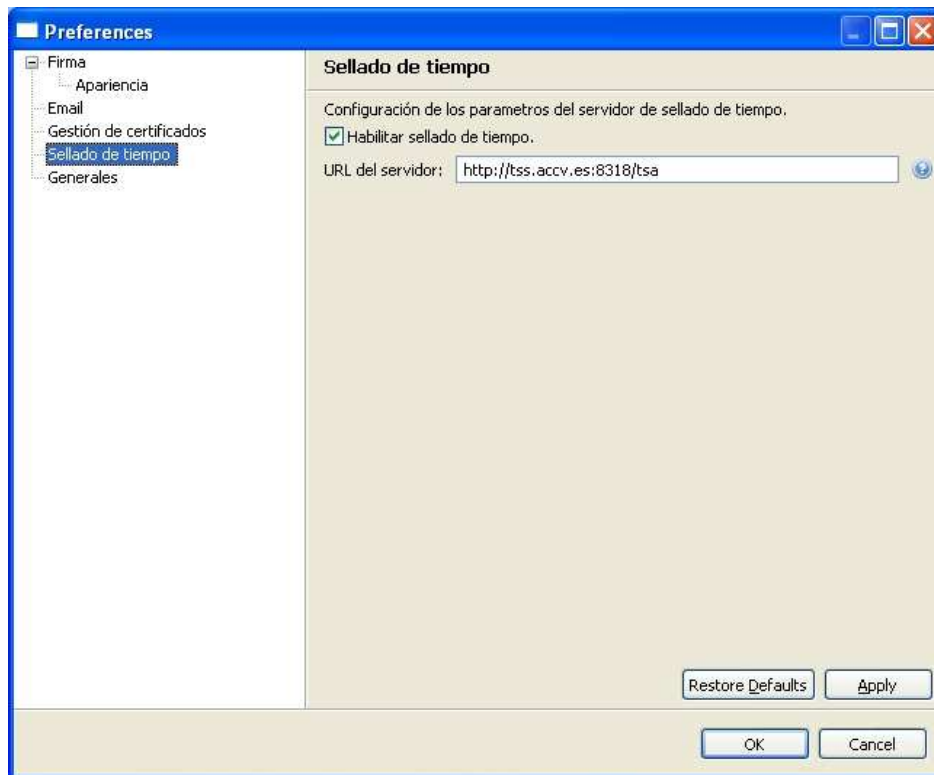 Preferences
Firma
Apariencia
Email
Gestión de certificados
Sellado de tiempo
Generales
Sellado de tiempo
Configuración de los parametros del servidor de sellado de tiempo.
Habilitar sellado de tiempo.
URL del servidor: http://tss.accv.es:8318/tsa
Restore Defaults Apply
OK Cancel